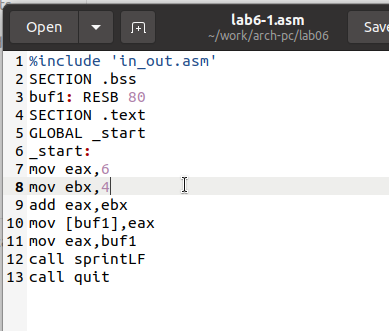 Open
lab6-1.asm
~/work/arch-pc/lab06
1 %include 'in_out.asm'
2 SECTION .bss
3 buf1: RESB 80
4 SECTION .text
5 GLOBAL _start
6 _start:
7 mov eax,6
8 mov ebx,4
9 add eax,ebx
10 mov [buf1],eax
11 mov eax,buf1
12 call sprintLF
13 call quit